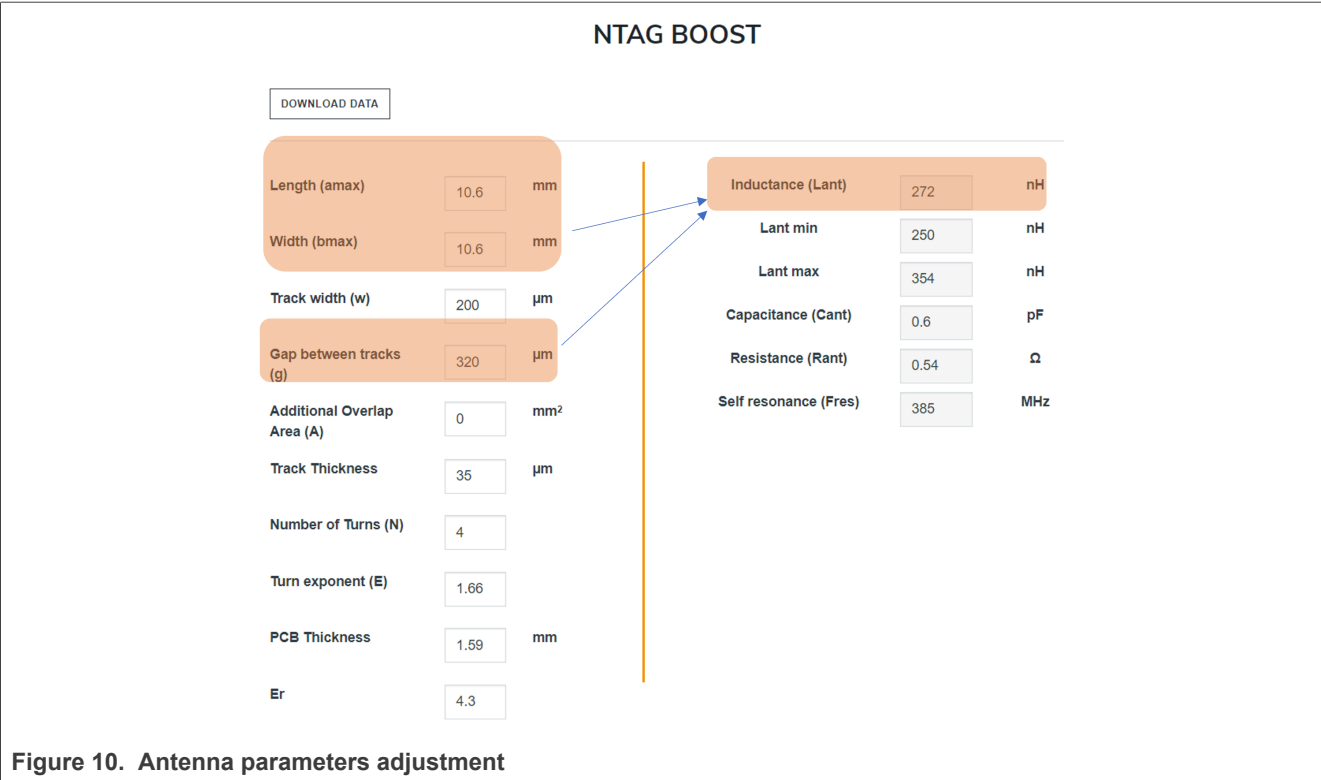 NTAG BOOST
DOWNLOAD DATA
Length (amax) 10.6 mm
Width (bmax) 10.6 mm
Track width (w) 200 μm
Gap between tracks (g) 320 μm
Additional Overlap Area (A) 0 mm²
Track Thickness 35 μm
Number of Turns (N) 4
Turn exponent (E) 1.66
PCB Thickness 1.59 mm
Er 4.3
Inductance (Lant) 272 nH
Lant min 250 nH
Lant max 354 nH
Capacitance (Cant) 0.6 pF
Resistance (Rant) 0.54 Ω
Self resonance (Fres) 385 MHz
Figure 10. Antenna parameters adjustment